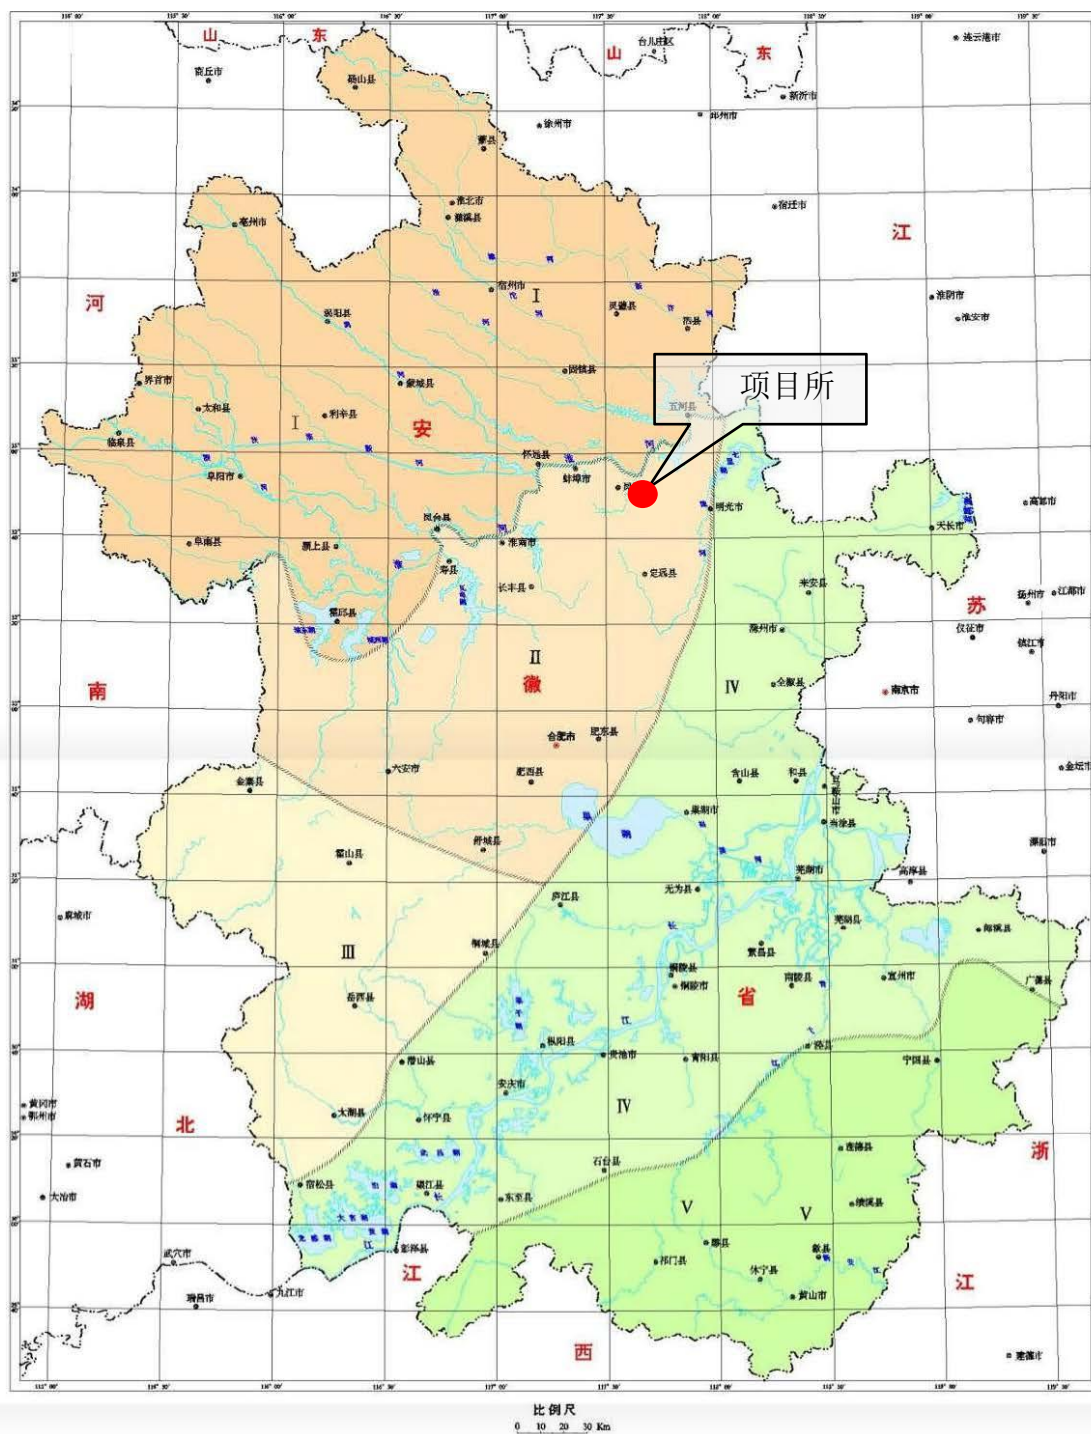 山
东
山
台儿庄区
东
连云港市
商丘市
砀山县
新沂市
邳州市
徐州市
萧县
淮北市
濉溪县
亳州市
宿迁市
江
宿州市
I
灵璧县
泗县
淮阴市
淮安市
河
涡阳县
固镇县
项目所
界首市
蒙城县
太和县
利辛县
I
安
五河县
临泉县
怀远县
蚌埠市
阜阳市
凤
明光市
天长市
高邮市
凤台县
淮南市
阜南县
颍上县
寿县
长丰县
定远县
来安县
苏
扬州市
江都市
霍邱县
滁州市
仪征市
镇江市
II
徽
南
IV
全椒县
南京市
丹阳市
合肥市
肥东县
句容市
六安市
肥西县
含山县
和县
金坛市
金寨县
巢湖市
当涂县
舒城县
霍山县
溧阳市
芜湖市
高淳县
无为县
庐江县
麻城市
长
芜湖县
郎溪县
桐城县
繁昌县
III
铜陵县
铜陵市
南陵县
宣州市
广德县
湖
岳西县
省
江
枞阳县
贵池市
青阳县
泾县
宁国县
潜山县
安庆市
黄冈市
鄂州市
太湖县
怀宁县
IV
北
浙
旌德县
黄石市
石台县
大冶市
宿松县
望江县
长
东至县
V
V
绩溪县
江
彭泽县
黟县
歙县
武穴市
江
祁门县
休宁县
江
九江市
瑞昌市
黄山市
西
建德市
比例尺
0 10 20 30 Km